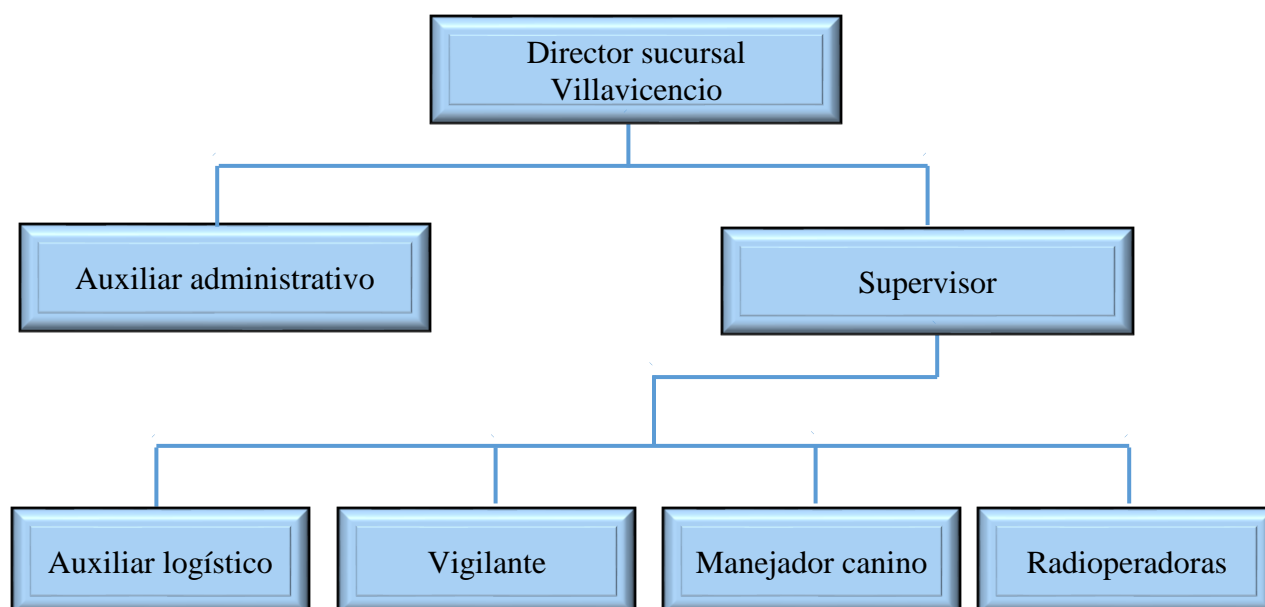 Director sucursal
Villavicencio
Auxiliar administrativo
Supervisor
Auxiliar logístico
Vigilante
Manejador canino
Radioperadoras